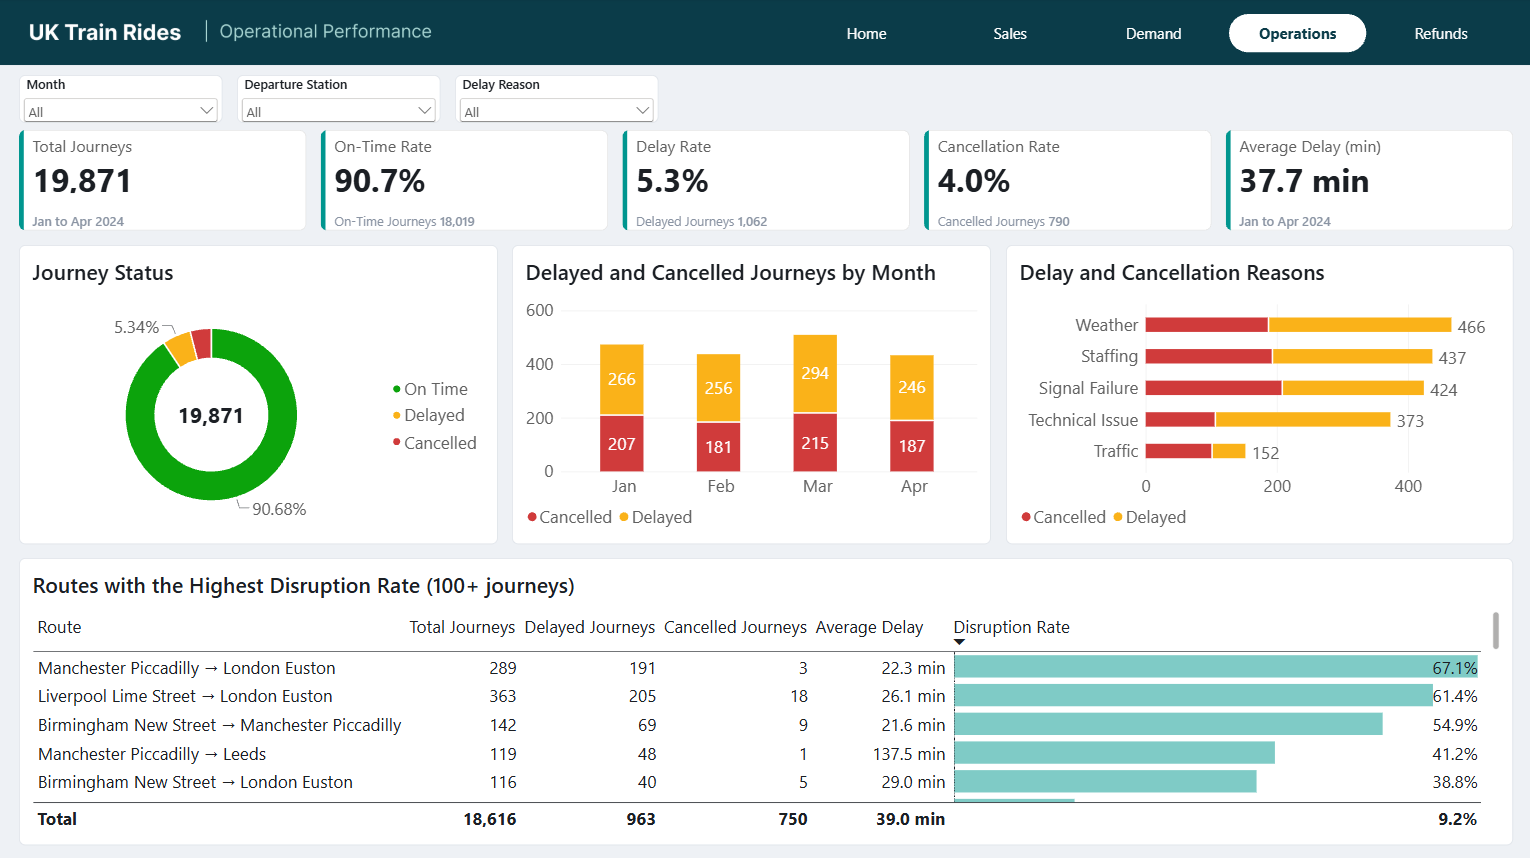 UK Train Rides | Operational Performance Home Sales Demand Operations Refunds
Month Departure Station Delay Reason
All All All
Total Journeys On-Time Rate Delay Rate Cancellation Rate Average Delay (min)
19,871 90.7% 5.3% 4.0% 37.7 min
Jan to Apr 2024 On-Time Journeys 18,019 Delayed Journeys 1,062 Cancelled Journeys 790 Jan to Apr 2024
Journey Status
5.34%
19,871
90.68%
On Time
Delayed
Cancelled
Delayed and Cancelled Journeys by Month
600
400
200
0
266 256 294 246
207 181 215 187
Jan Feb Mar Apr
Cancelled Delayed
Delay and Cancellation Reasons
Weather 466
Staffing 437
Signal Failure 424
Technical Issue 373
Traffic 152
0 200 400
Cancelled Delayed
Routes with the Highest Disruption Rate (100+ journeys)
Route Total Journeys Delayed Journeys Cancelled Journeys Average Delay Disruption Rate
Manchester Piccadilly → London Euston 289 191 3 22.3 min 67.1%
Liverpool Lime Street → London Euston 363 205 18 26.1 min 61.4%
Birmingham New Street → Manchester Piccadilly 142 69 9 21.6 min 54.9%
Manchester Piccadilly → Leeds 119 48 1 137.5 min 41.2%
Birmingham New Street → London Euston 116 40 5 29.0 min 38.8%
Total 18,616 963 750 39.0 min 9.2%